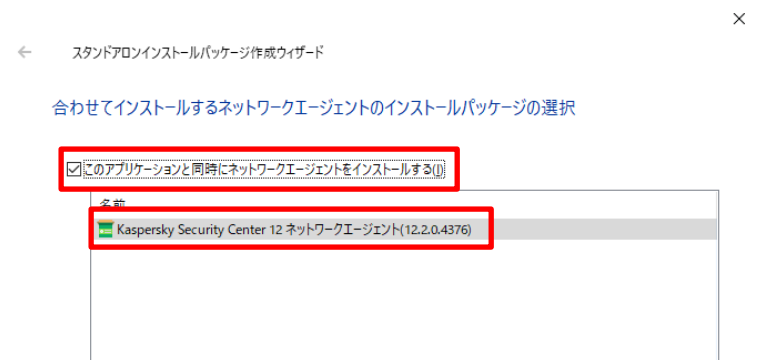 ←
スタンドアロンインストールパッケージ作成ウィザード
合わせてインストールするネットワークエージェントのインストールパッケージの選択
このアプリケーションと同時にネットワークエージェントをインストールする(I)
名前
Kaspersky Security Center 12 ネットワークエージェント(12.2.0.4376)